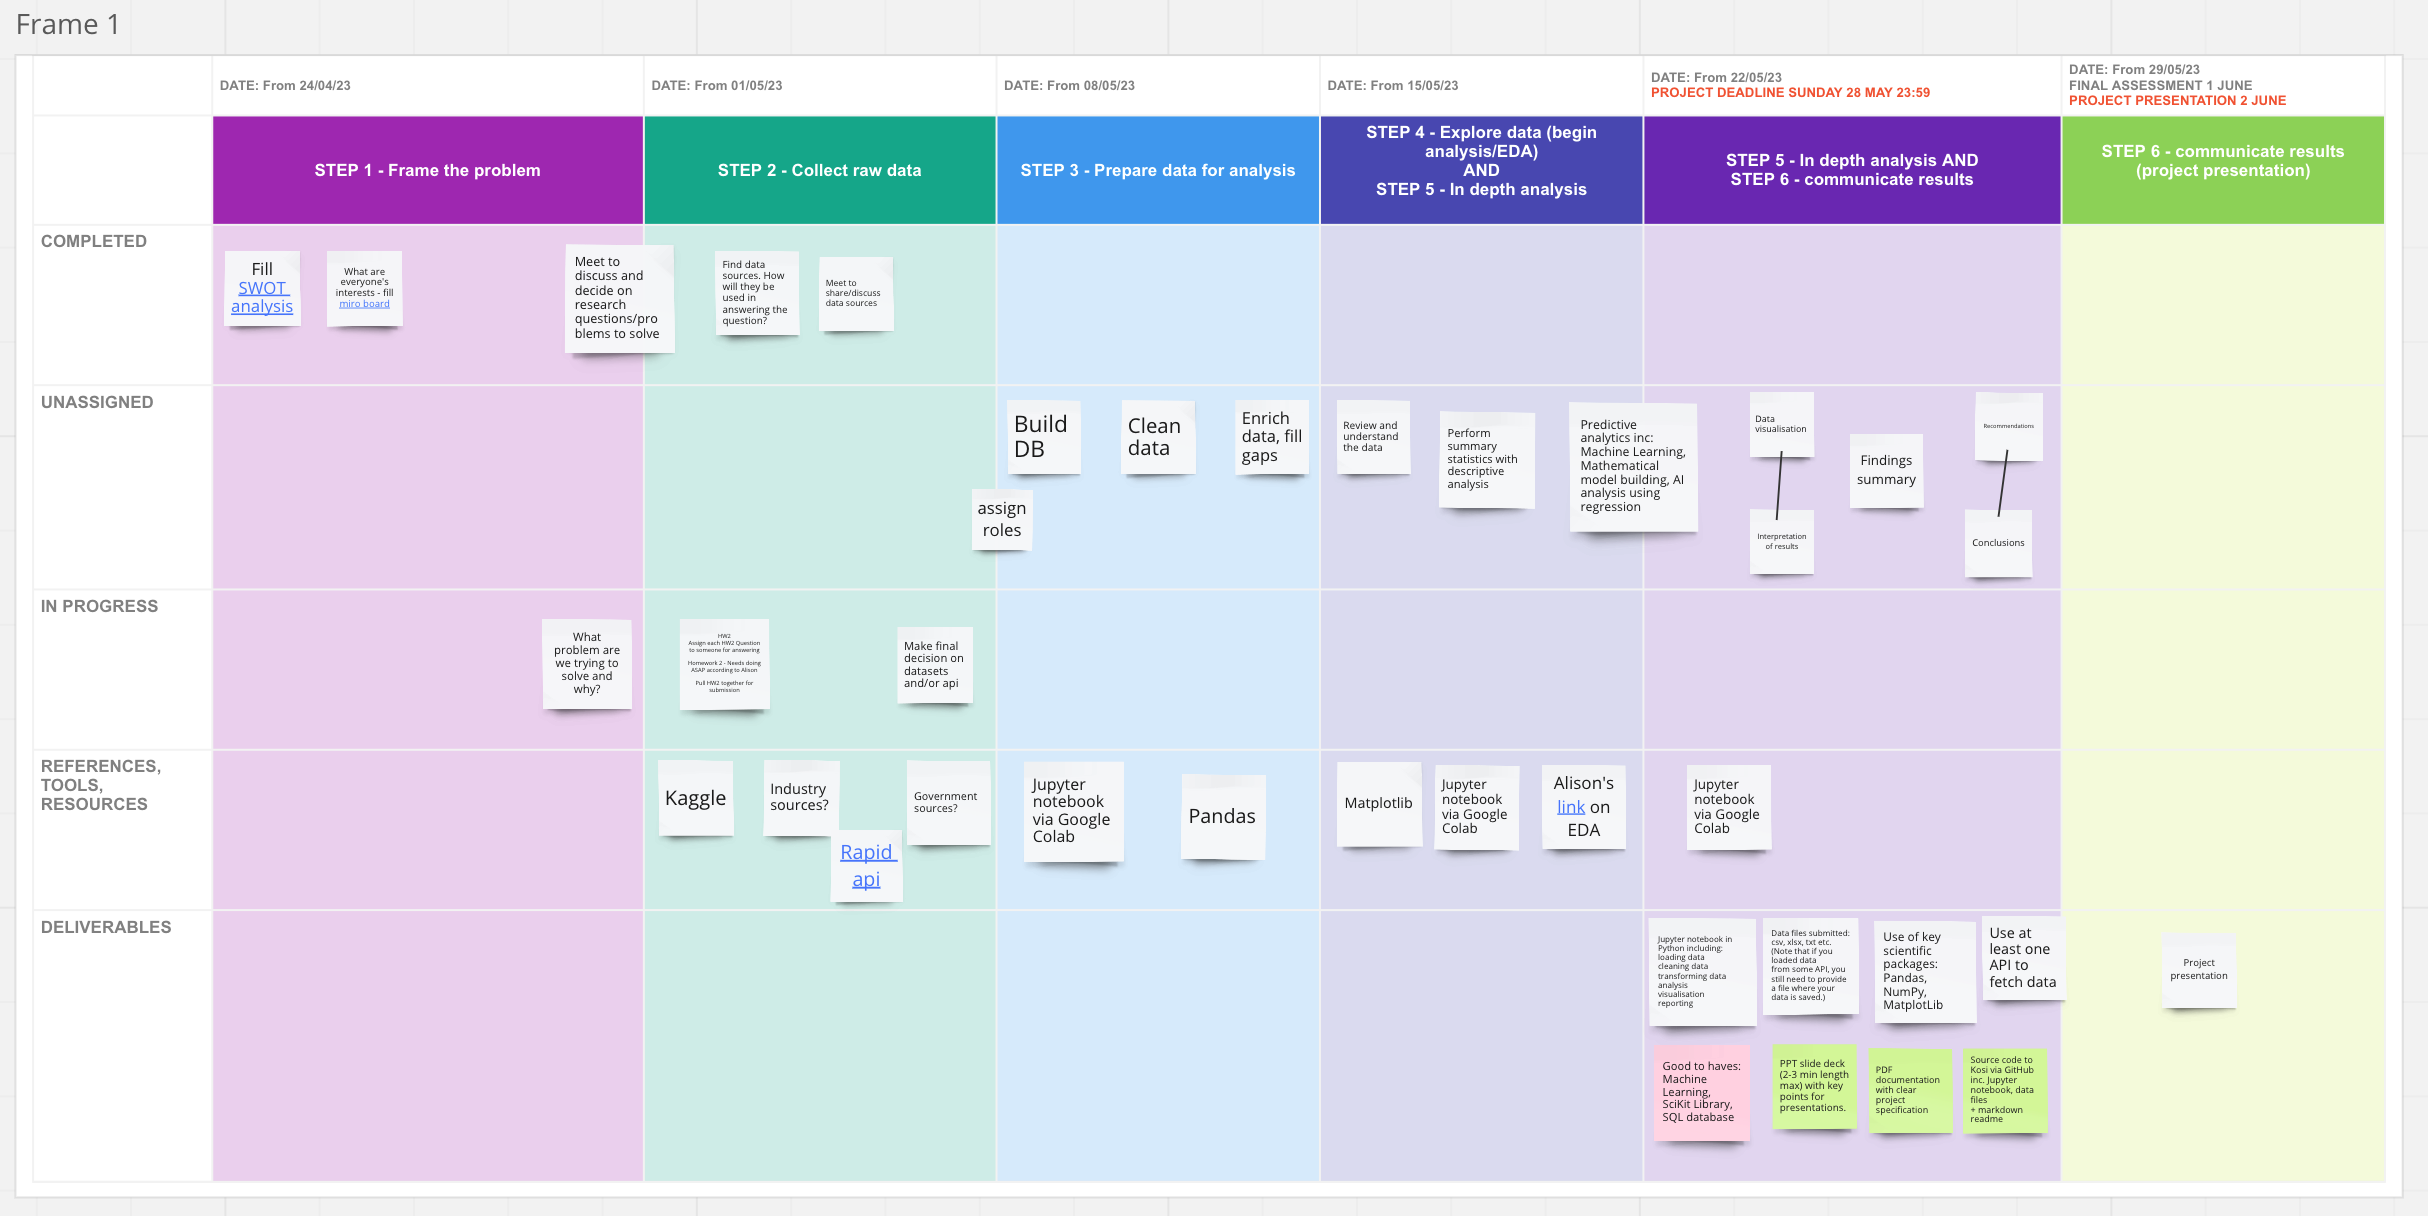 Frame 1
DATE: From 24/04/23
DATE: From 01/05/23
DATE: From 08/05/23
DATE: From 15/05/23
DATE: From 22/05/23
PROJECT DEADLINE SUNDAY 28 MAY 23:59
DATE: From 29/05/23
FINAL ASSESSMENT 1 JUNE
PROJECT PRESENTATION 2 JUNE
STEP 1 - Frame the problem
STEP 2 - Collect raw data
STEP 3 - Prepare data for analysis
STEP 4 - Explore data (begin
analysis/EDA)
AND
STEP 5 - In depth analysis
STEP 5 - In depth analysis AND
STEP 6 - communicate results
STEP 6 - communicate results
(project presentation)
COMPLETED
Fill
SWOT
analysis
What are
everyone's
interests - fill
miro board
Meet to
discuss and
decide on
research
questions/pro
blems to solve
Find data
sources. How
will they be
used in
answering the
question?
Meet to
share/discuss
data sources
UNASSIGNED
assign
roles
Build
DB
Clean
data
Enrich
data, fill
gaps
Review and
understand
the data
Perform
summary
statistics with
descriptive
analysis
Predictive
analytics inc:
Machine Learning,
Mathematical
model building, AI
analysis using
regression
Data
visualisation
Interpretation
of results
Findings
summary
Recommendations
Conclusions
IN PROGRESS
What
problem are
we trying to
solve and
why?
HW2
Assign each HW2 Question
to someone for answering
Homework 2 - Needs doing
ASAP according to Alison
Pull HW2 together for
submission
Make final
decision on
datasets
and/or api
REFERENCES,
TOOLS,
RESOURCES
Kaggle
Industry
sources?
Rapid
api
Government
sources?
Jupyter
notebook
via Google
Colab
Pandas
Matplotlib
Jupyter
notebook
via Google
Colab
Alison's
link on
EDA
Jupyter
notebook
via Google
Colab
DELIVERABLES
Jupyter notebook in
Python including:
loading data
cleaning data
transforming data
analysis
visualisation
reporting
Data files submitted:
csv, xlsx, txt etc.
(Note that if you
loaded data
from some API, you
still need to provide
a file where your
data is saved.)
Use of key
scientific
packages:
Pandas,
NumPy,
MatplotLib
Use at
least one
API to
fetch data
Project
presentation
Good to haves:
Machine
Learning,
SciKit Library,
SQL database
PPT slide deck
(2-3 min length
max) with key
points for
presentations.
PDF
documentation
with clear
project
specification
Source code to
Kosi via GitHub
inc. Jupyter
notebook, data
files
+ markdown
readme